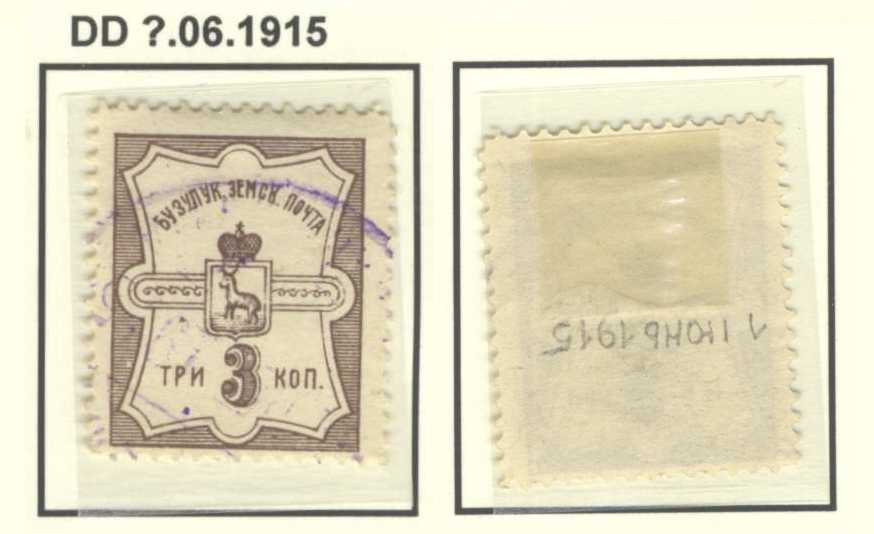 DD ?.06.1915
БУЗУЛУК. ЗЕМСК. ПОЧТА
ТРИ 3 КОП.
1 ІЮНЬ 1915